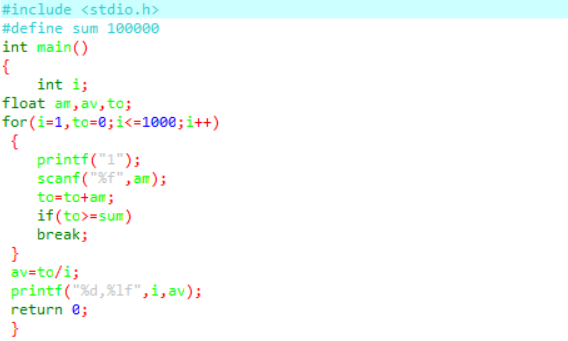 #include <stdio.h>
#define sum 100000
int main()
{
int i;
float am,av,to;
for(i=1,to=0;i<=1000;i++)
{
printf("1");
scanf("%f",am);
to=to+am;
if(to>=sum)
break;
}
av=to/i;
printf("%d,%lf",i,av);
return 0;
}